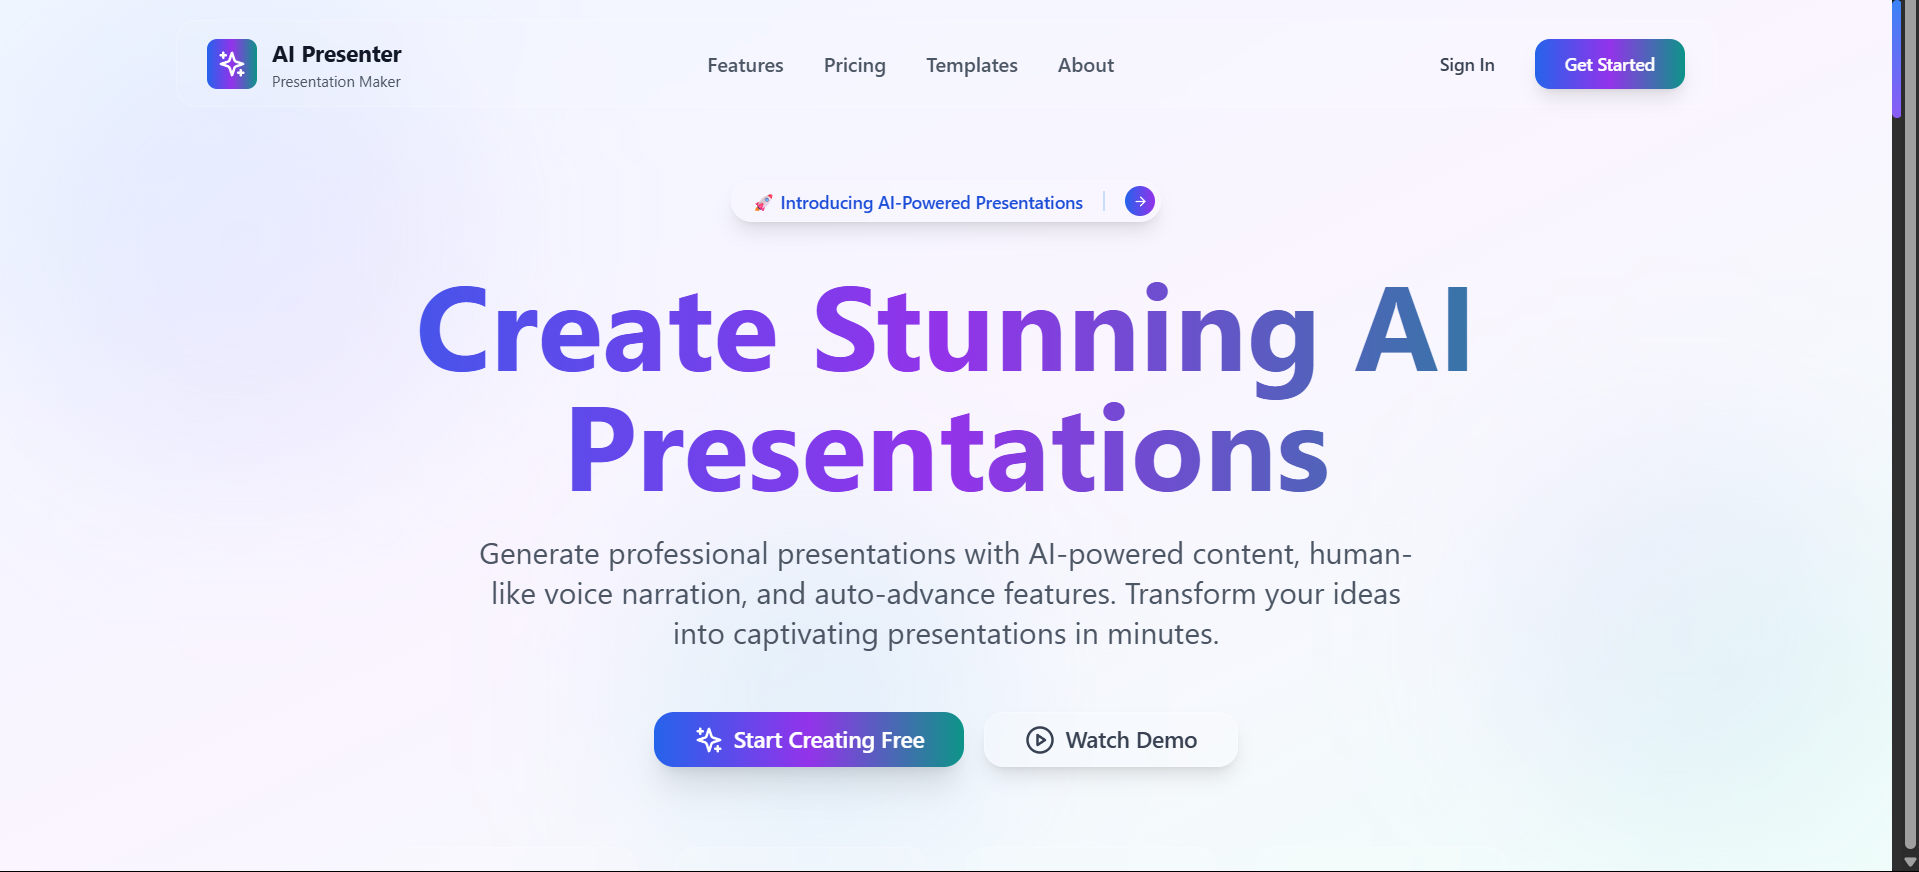 AI Presenter
Presentation Maker
Features
Pricing
Templates
About
Sign In
Get Started
🚀 Introducing AI-Powered Presentations
Create Stunning AI
Presentations
Generate professional presentations with AI-powered content, human-
like voice narration, and auto-advance features. Transform your ideas
into captivating presentations in minutes.
Start Creating Free
Watch Demo